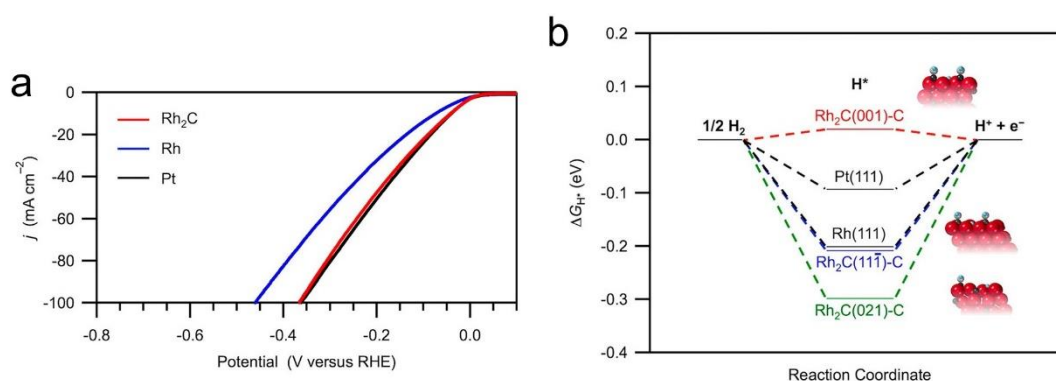 a
0
-20
-40
-60
-80
-100
j (mA cm⁻²)
Rh₂C
Rh
Pt
-0.8
-0.6
-0.4
-0.2
0.0
Potential (V versus RHE)
b
0.2
0.1
0.0
-0.1
-0.2
-0.3
-0.4
ΔG_H* (eV)
H*
1/2 H₂
Rh₂C(001)-C
H⁺ + e⁻
Pt(111)
Rh(111)
Rh₂C(111̄)-C
Rh₂C(021)-C
Reaction Coordinate